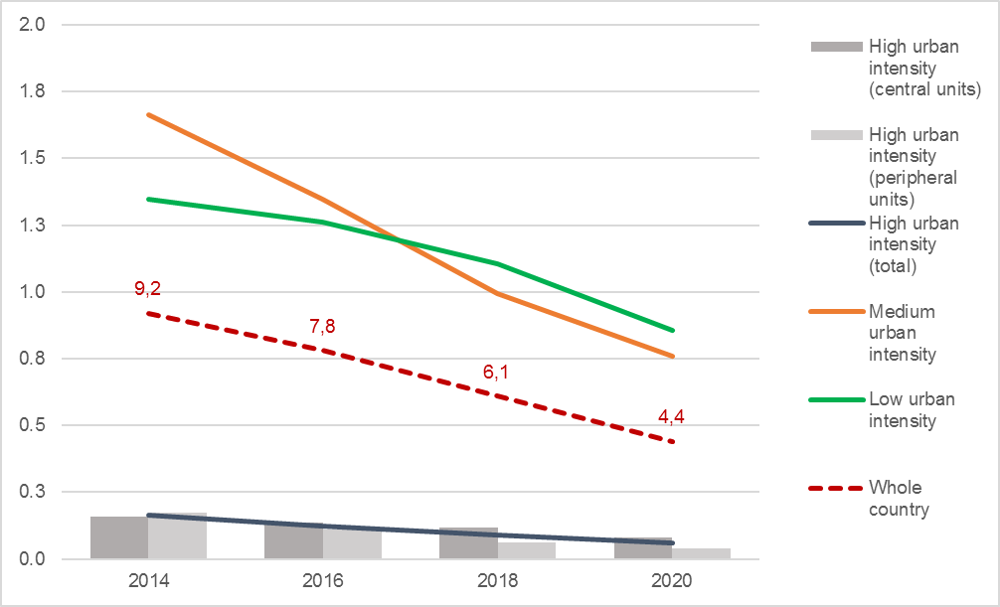 2.0
1.8
1.5
1.3
1.0
0.8
0.5
0.3
0.0
9,2
7,8
6,1
4,4
2014
2016
2018
2020
High urban
intensity
(central units)
High urban
intensity
(peripheral
units)
High urban
intensity
(total)
Medium
urban
intensity
Low urban
intensity
Whole
country